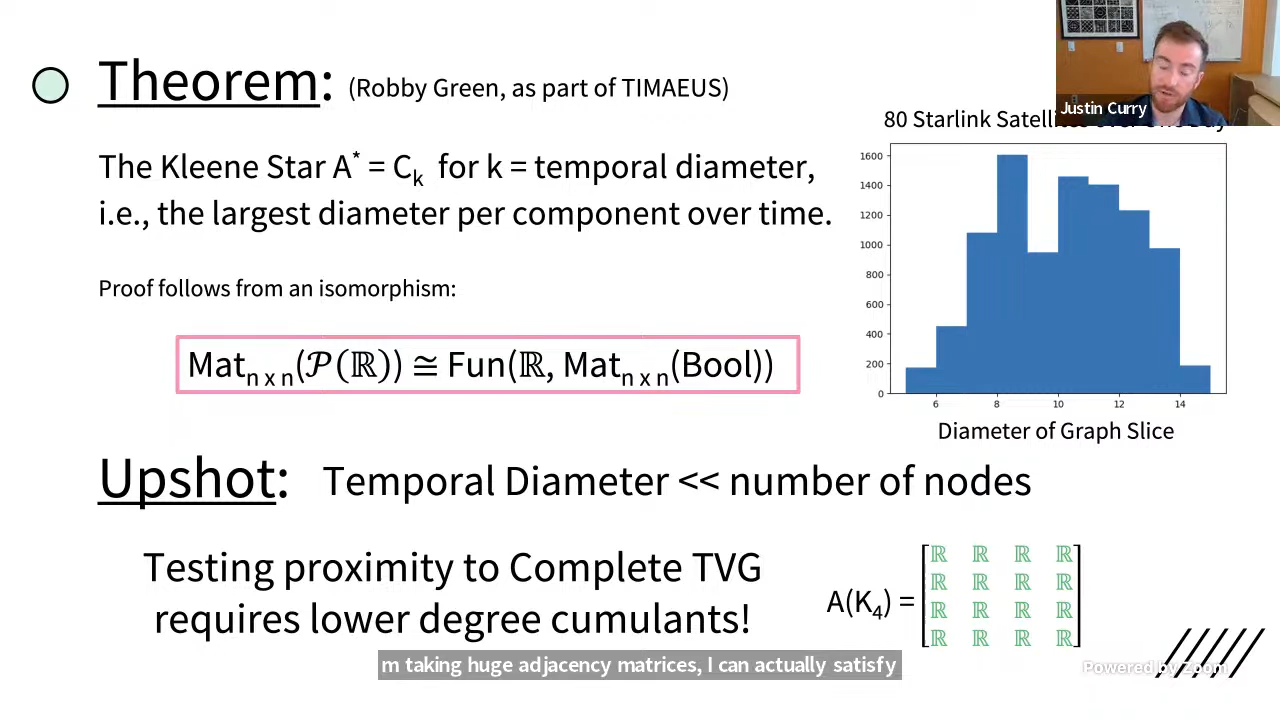 Theorem: (Robby Green, as part of TIMAEUS)
Justin Curry
80 Starlink Satellites Over One Day
The Kleene Star A* = Cₖ for k = temporal diameter,
i.e., the largest diameter per component over time.
1600
1400
1200
1000
800
600
400
200
0
6 8 10 12 14
Diameter of Graph Slice
Proof follows from an isomorphism:
Matₙ ₓ ₙ(𝒫(ℝ)) ≅ Fun(ℝ, Matₙ ₓ ₙ(Bool))
Upshot: Temporal Diameter << number of nodes
Testing proximity to Complete TVG
requires lower degree cumulants!
A(K₄) =
ℝ ℝ ℝ ℝ
ℝ ℝ ℝ ℝ
ℝ ℝ ℝ ℝ
ℝ ℝ ℝ ℝ
m taking huge adjacency matrices, I can actually satisfy
Powered by Zoom